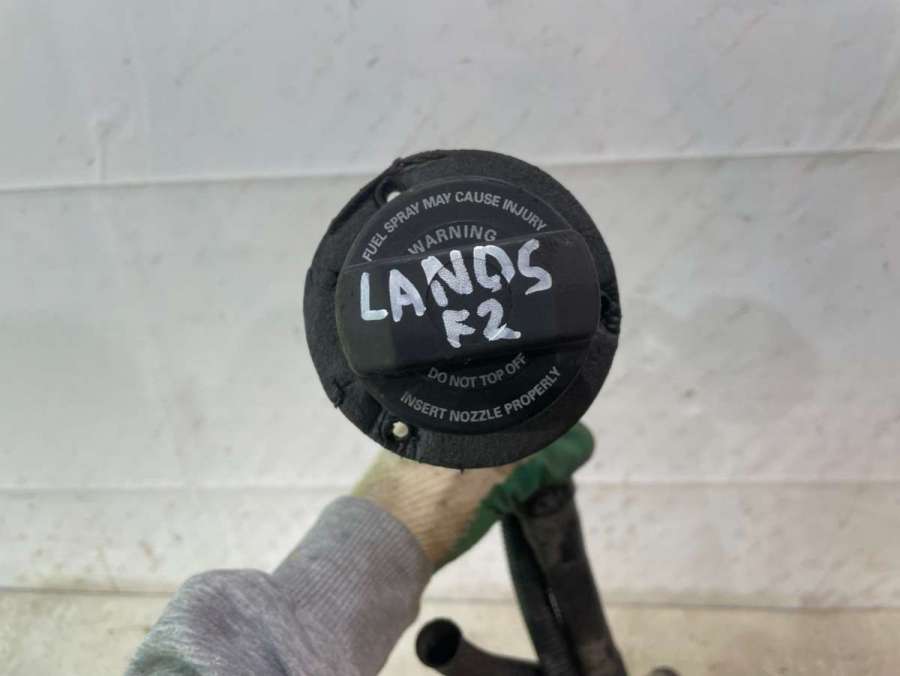 FUEL SPRAY MAY CAUSE INJURY
WARNING
LANOS
F2
DO NOT TOP OFF
INSERT NOZZLE PROPERLY